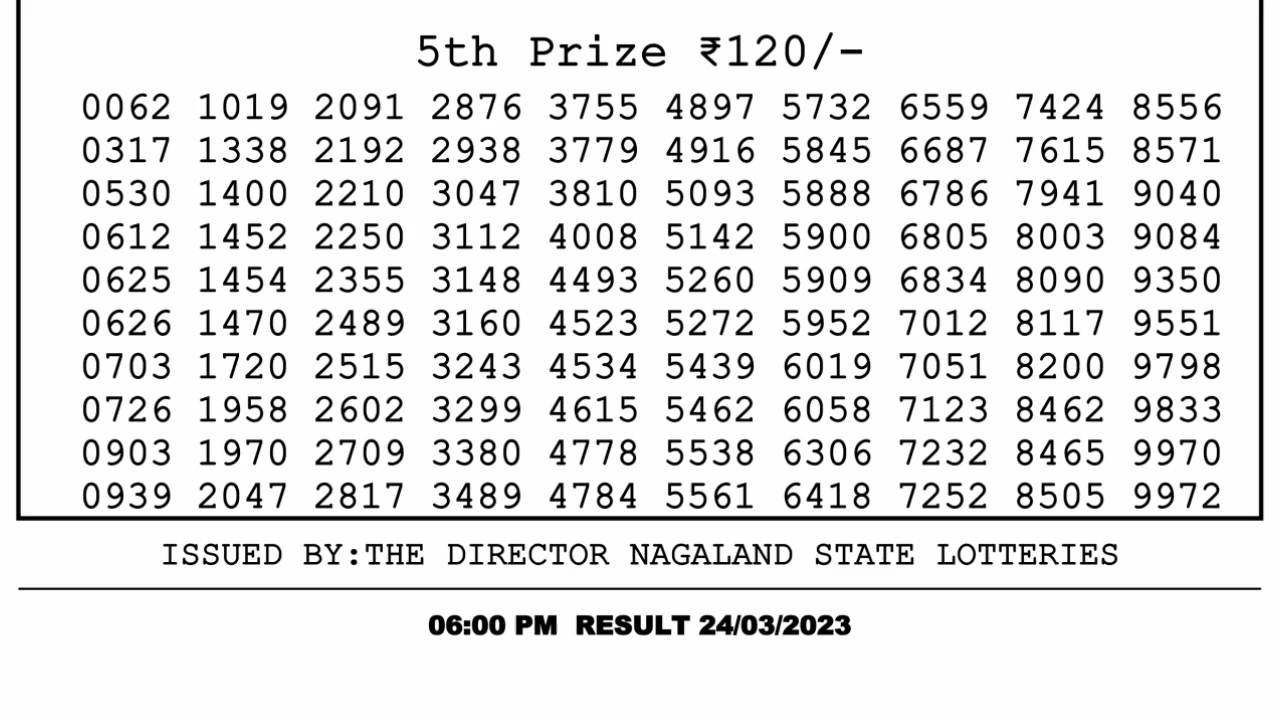 5th Prize ₹120/-
0062 1019 2091 2876 3755 4897 5732 6559 7424 8556
0317 1338 2192 2938 3779 4916 5845 6687 7615 8571
0530 1400 2210 3047 3810 5093 5888 6786 7941 9040
0612 1452 2250 3112 4008 5142 5900 6805 8003 9084
0625 1454 2355 3148 4493 5260 5909 6834 8090 9350
0626 1470 2489 3160 4523 5272 5952 7012 8117 9551
0703 1720 2515 3243 4534 5439 6019 7051 8200 9798
0726 1958 2602 3299 4615 5462 6058 7123 8462 9833
0903 1970 2709 3380 4778 5538 6306 7232 8465 9970
0939 2047 2817 3489 4784 5561 6418 7252 8505 9972
ISSUED BY:THE DIRECTOR NAGALAND STATE LOTTERIES
06:00 PM RESULT 24/03/2023